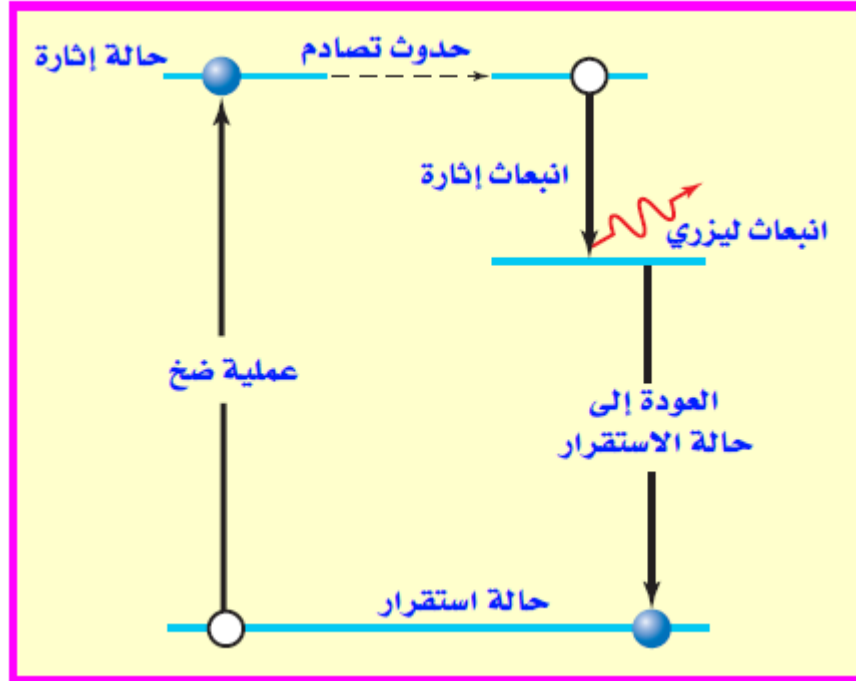 حدوث تصادم
حالة إثارة
انبعاث إثارة
انبعاث ليزري
عملية ضخ
العودة إلى
حالة الاستقرار
حالة استقرار